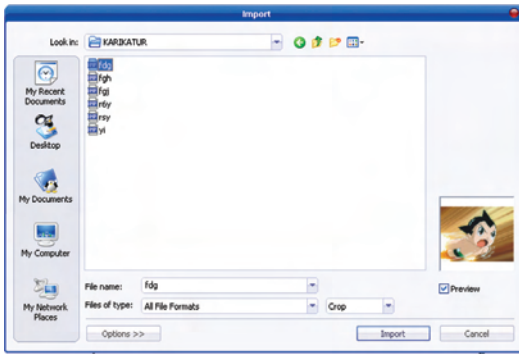 Import
Look in: KARIKATUR
fdg
fgh
fgj
r6y
rsy
yi
My Recent
Documents
Desktop
My Documents
My Computer
My Network
Places
File name: fdg
Files of type: All File Formats Crop
Preview
Options >> Import Cancel